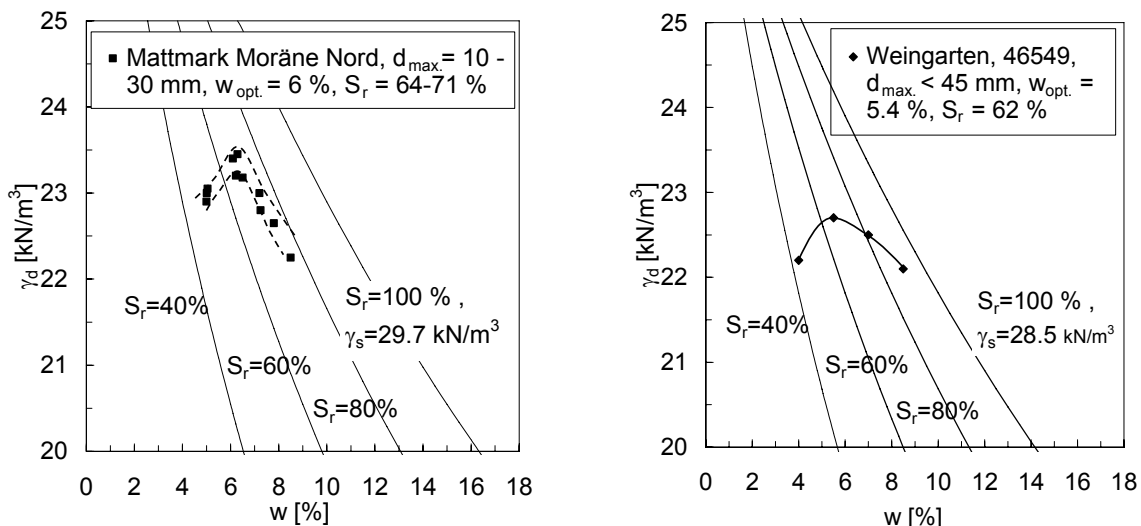 25
24
23
22
21
20
γd [kN/m³]
Mattmark Moräne Nord, dmax.= 10 -
30 mm, wopt. = 6 %, Sr = 64-71 %
Sr=40%
Sr=60%
Sr=80%
Sr=100 % ,
γs=29.7 kN/m³
0 2 4 6 8 10 12 14 16 18
w [%]
25
24
23
22
21
20
γd [kN/m³]
Weingarten, 46549,
dmax. < 45 mm, wopt. =
5.4 %, Sr = 62 %
Sr=40%
Sr=60%
Sr=80%
Sr=100 % ,
γs=28.5 kN/m³
0 2 4 6 8 10 12 14 16 18
w [%]